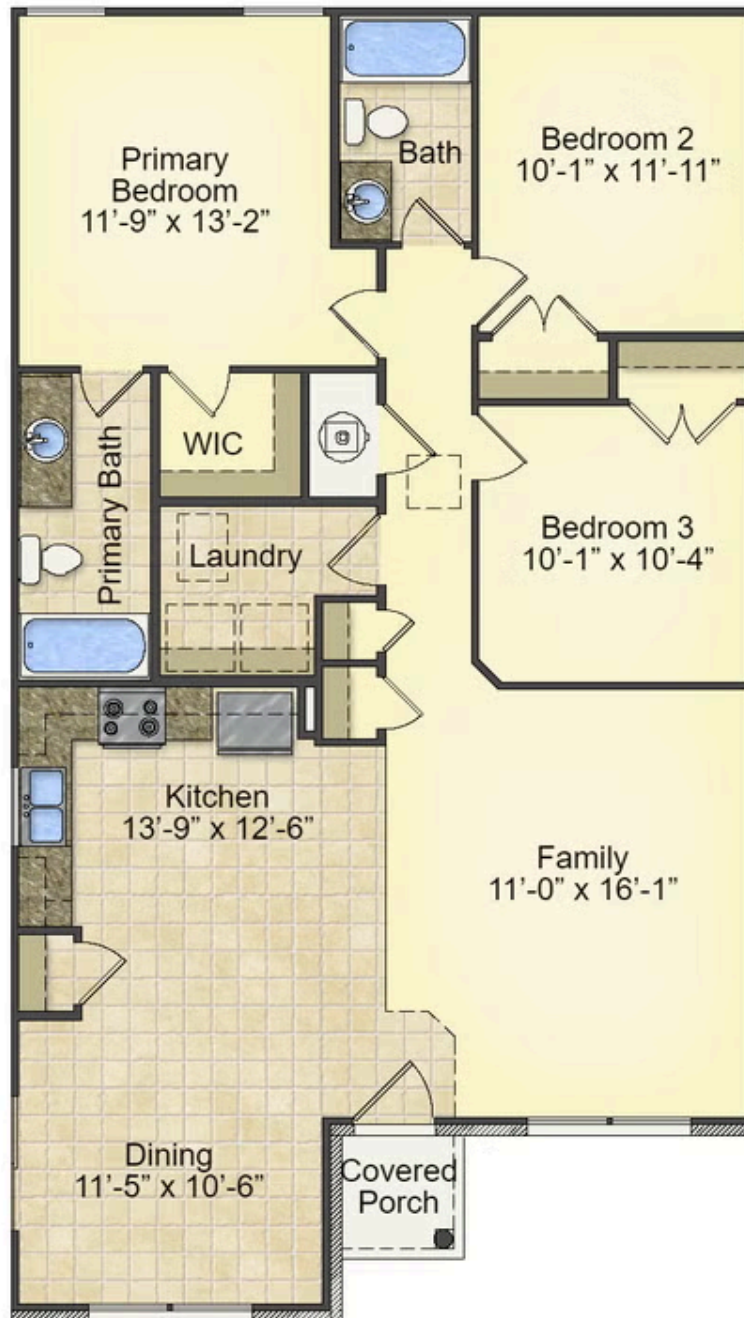 Primary
Bedroom
11’-9” x 13’-2”
Bath
Bedroom 2
10’-1” x 11’-11”
Primary Bath
WIC
Laundry
Bedroom 3
10’-1” x 10’-4”
Kitchen
13’-9” x 12’-6”
Family
11’-0” x 16’-1”
Dining
11’-5” x 10’-6”
Covered
Porch